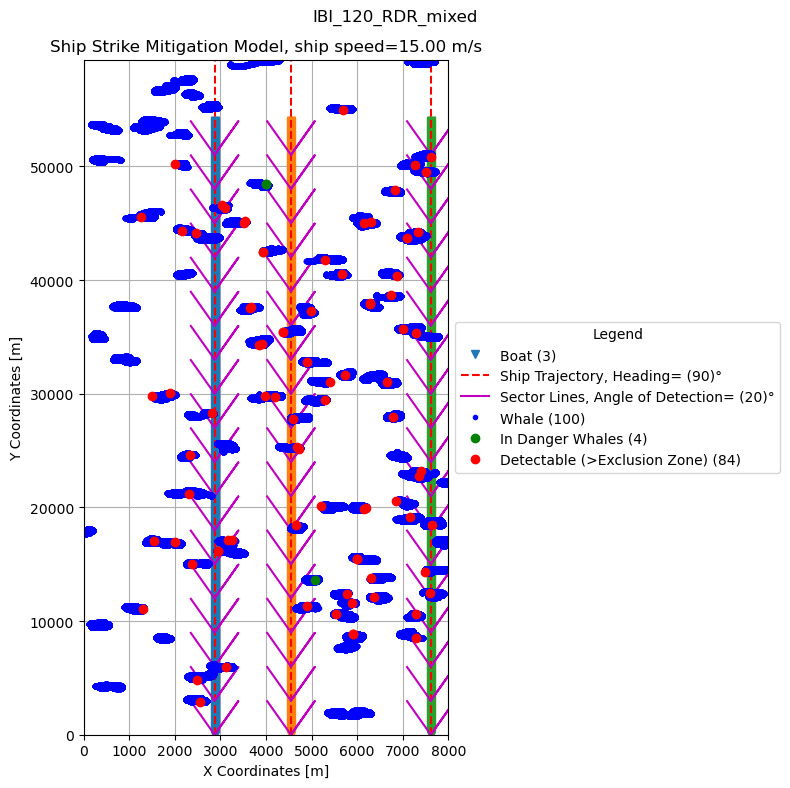 IBI_120_RDR_mixed
Ship Strike Mitigation Model, ship speed=15.00 m/s
50000
40000
30000
20000
10000
0
Y Coordinates [m]
0 1000 2000 3000 4000 5000 6000 7000 8000
X Coordinates [m]
Legend
Boat (3)
Ship Trajectory, Heading= (90)°
Sector Lines, Angle of Detection= (20)°
Whale (100)
In Danger Whales (4)
Detectable (>Exclusion Zone) (84)